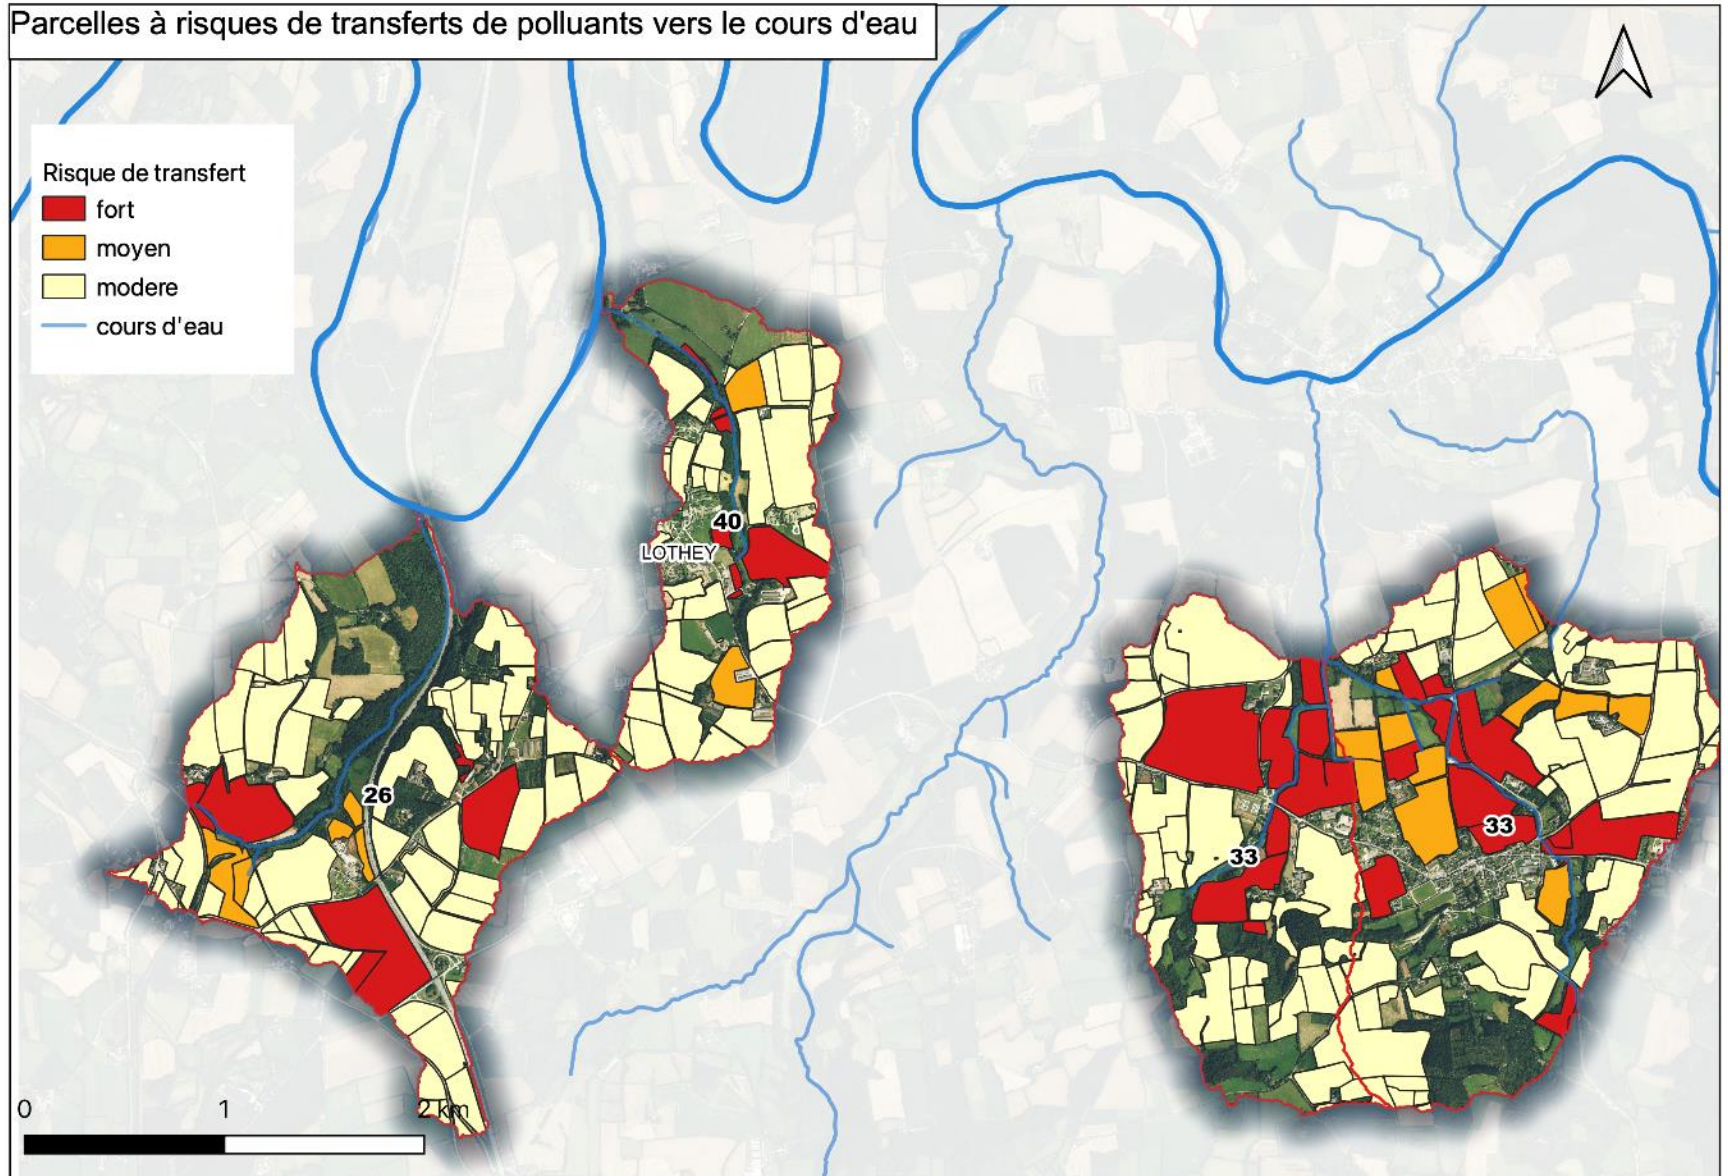 Parcelles à risques de transferts de polluants vers le cours d'eau
Risque de transfert
fort
moyen
modere
cours d'eau
40
LOTHEY
26
33
33
0 1 2 km